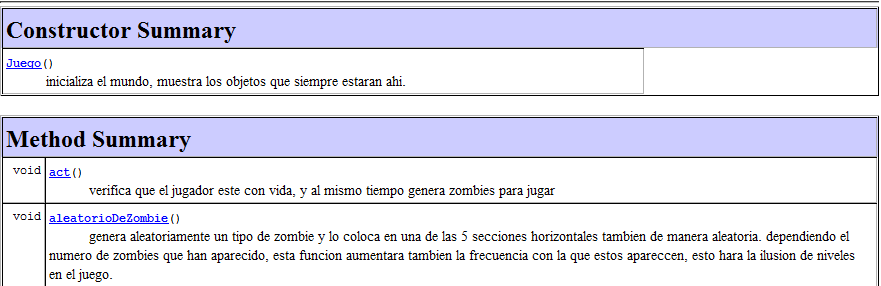 Constructor Summary
Juego()
inicializa el mundo, muestra los objetos que siempre estaran ahi.
Method Summary
void act()
verifica que el jugador este con vida, y al mismo tiempo genera zombies para jugar
void aleatorioDeZombie()
genera aleatoriamente un tipo de zombie y lo coloca en una de las 5 secciones horizontales tambien de manera aleatoria. dependiendo el
numero de zombies que han aparecido, esta funcion aumentara tambien la frecuencia con la que estos apareccen, esto hara la ilusion de niveles
en el juego.